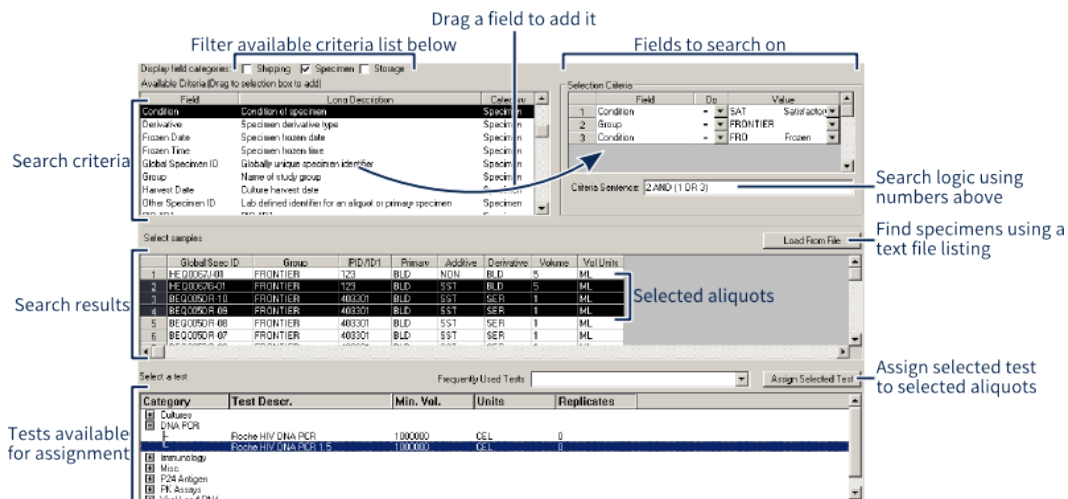 Drag a field to add it
Filter available criteria list below
Fields to search on
Display field categories: Shipping Specimen Storage
Available Criteria (Drag to selection box to add)
Field Long Description Category
Condition Condition of specimen Specimen
Derivative Specimen derivative type Specimen
Frozen Date Specimen frozen date Specimen
Frozen Time Specimen frozen time Specimen
Global Specimen ID Globally unique specimen identifier Specimen
Group Name of study group Specimen
Harvest Date Culture harvest date Specimen
Other Specimen ID Lab defined identifier for an aliquot or primary specimen Specimen
Search criteria
Selection Criteria
Field Op Value
1 Condition = SAT Satisfactory
2 Group = FRONTIER
3 Condition = FRO Frozen
Criteria Sentence: 2 AND (1 OR 3)
Search logic using
numbers above
Select samples
Load From File
Find specimens using a
text file listing
Global Spec ID Group PID/ID1 Primary Additive Derivative Volume Vol Units
1 FRONTIER 123 BLD NON BLD 5 ML
2 FRONTIER 123 BLD SST BLD 5 ML
3 BEQ0050R-10 FRONTIER 403301 BLD SST SER 1 ML
4 BEQ0050R-09 FRONTIER 403301 BLD SST SER 1 ML
5 BEQ0050R-08 FRONTIER 403301 BLD SST SER 1 ML
6 BEQ0050R-07 FRONTIER 403301 BLD SST SER 1 ML
Search results
Selected aliquots
Select a test
Frequently Used Tests
Assign Selected Test
Assign selected test
to selected aliquots
Category Test Descr. Min. Vol. Units Replicates
Cultures
DNA PCR
Roche HIV DNA PCR 1000000 CEL 0
Roche HIV DNA PCR 1.5 1000000 CEL 0
Immunology
Misc.
P24 Antigen
PK Assays
Tests available
for assignment